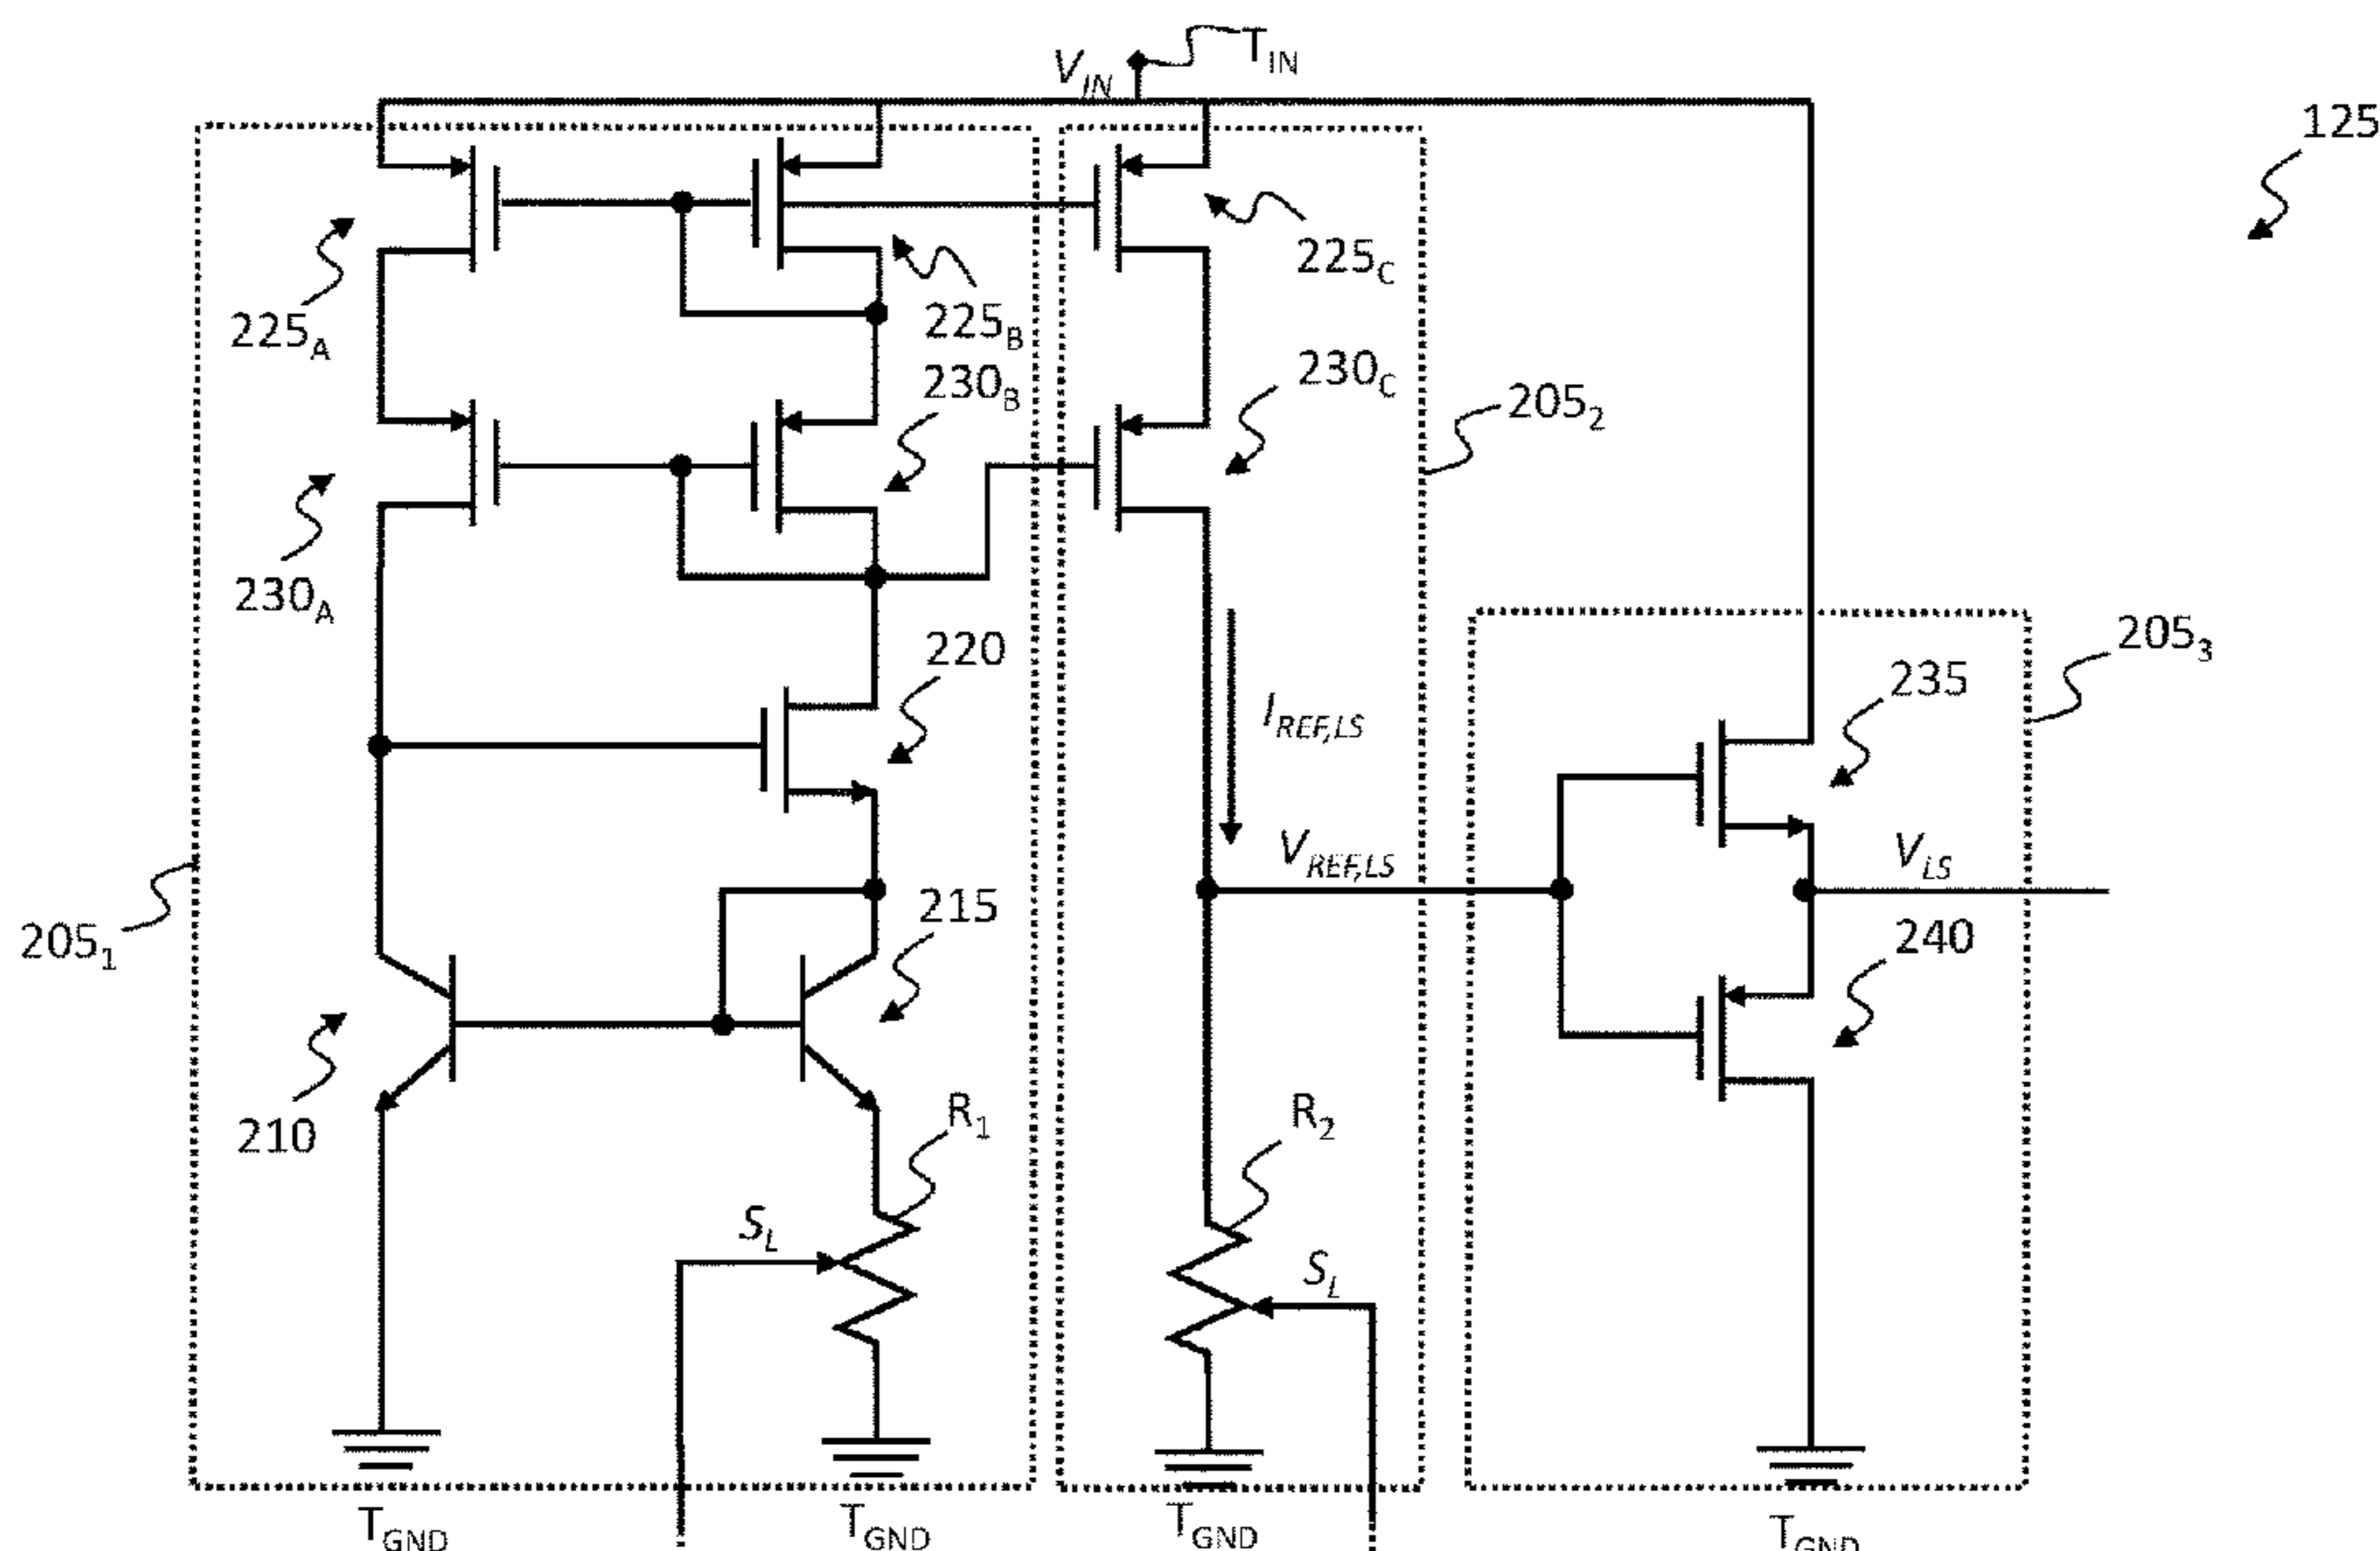 V_IN
T_IN
125
225_A
225_B
225_C
230_B
230_C
205_2
230_A
220
205_3
235
I_REF,LS
V_REF,LS
V_LS
215
240
205_1
210
R_1
R_2
S_L
S_L
T_GND
T_GND
T_GND
T_GND